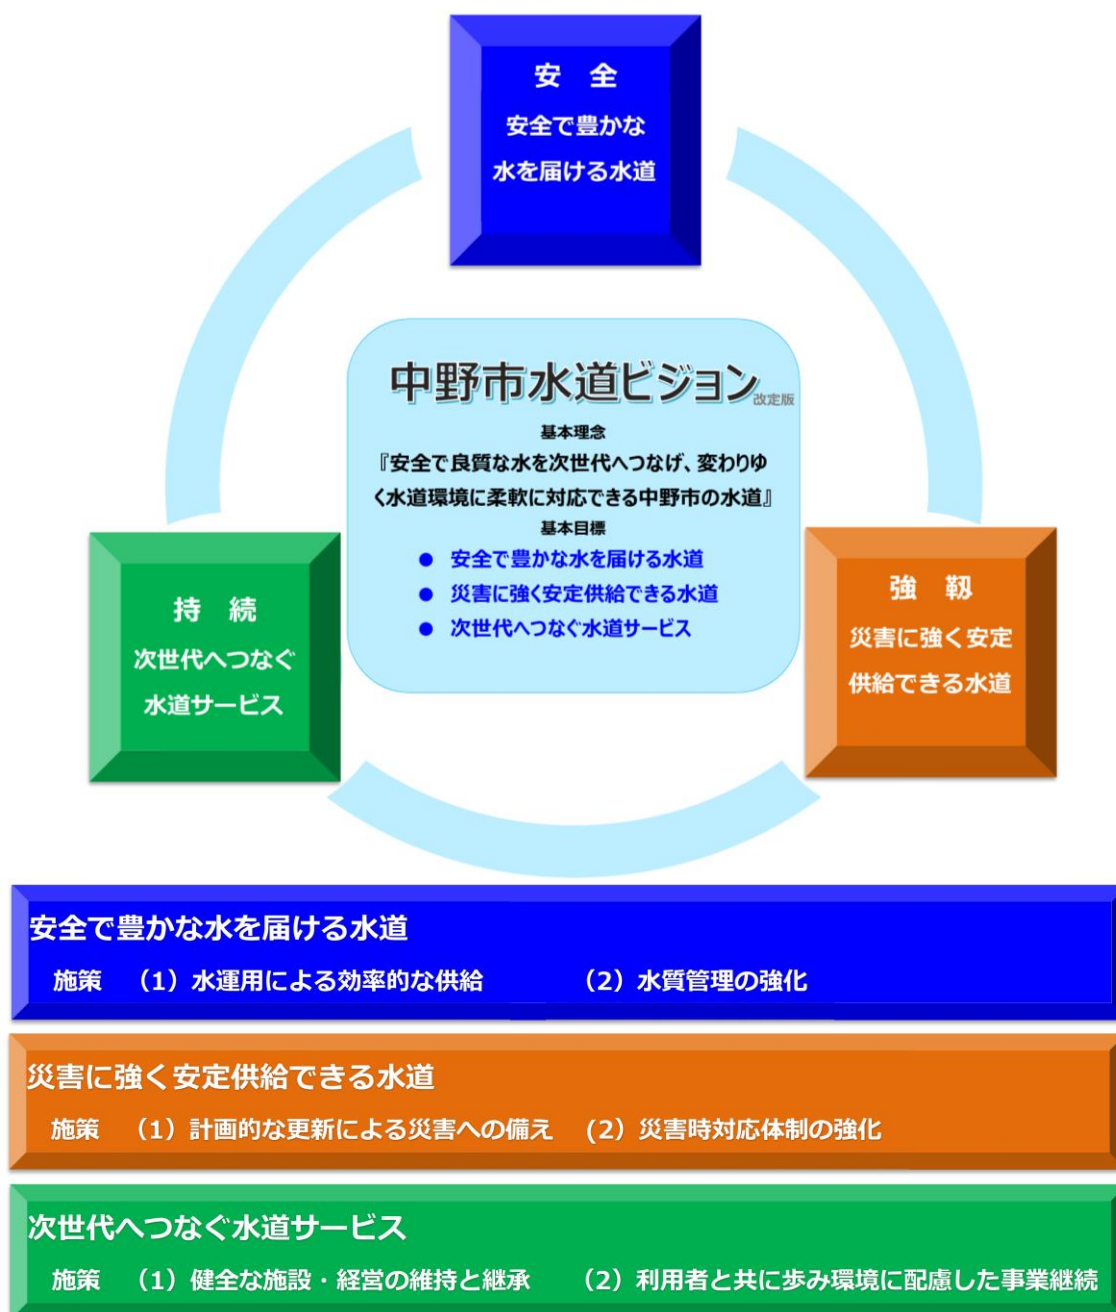 安　全
安全で豊かな
水を届ける水道
中野市水道ビジョン 改定版
基本理念
『安全で良質な水を次世代へつなげ、変わりゆ
く水道環境に柔軟に対応できる中野市の水道』
基本目標
● 安全で豊かな水を届ける水道
● 災害に強く安定供給できる水道
● 次世代へつなぐ水道サービス
持　続
次世代へつなぐ
水道サービス
強　靱
災害に強く安定
供給できる水道
安全で豊かな水を届ける水道
施策　（1）水運用による効率的な供給　（2）水質管理の強化
災害に強く安定供給できる水道
施策　（1）計画的な更新による災害への備え　（2）災害時対応体制の強化
次世代へつなぐ水道サービス
施策　（1）健全な施設・経営の維持と継承　（2）利用者と共に歩み環境に配慮した事業継続